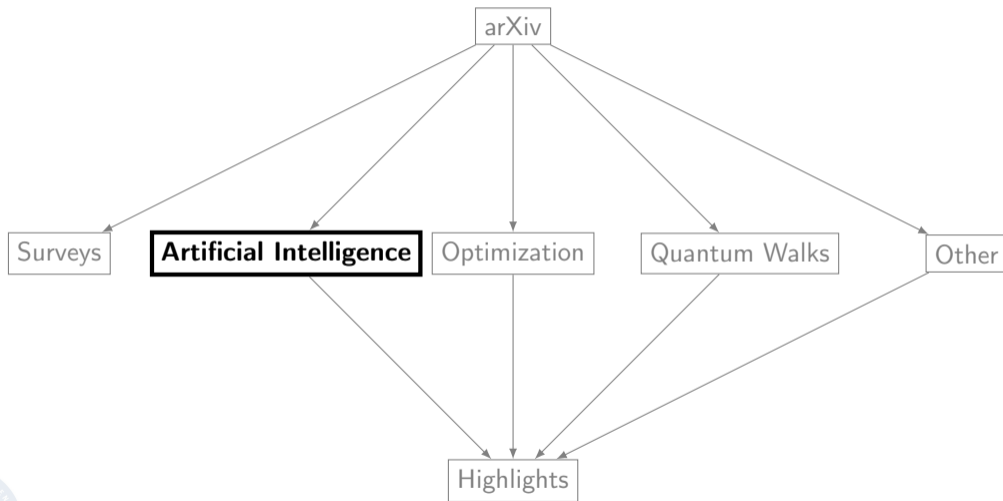 arXiv
Surveys
Artificial Intelligence
Optimization
Quantum Walks
Other
Highlights